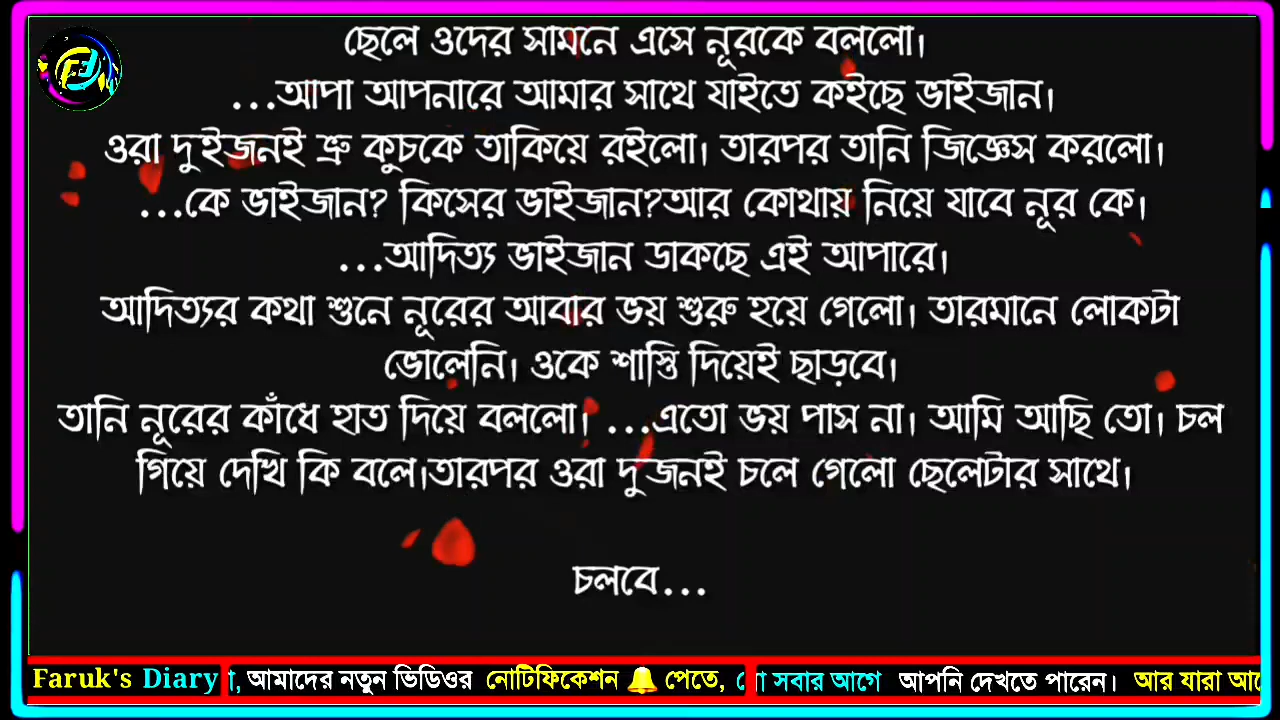 ছেলে ওদের সামনে এসে নূরকে বললো।
...আপা আপনারে আমার সাথে যাইতে কইছে ভাইজান।
ওরা দুইজনই ভ্রু কুচকে তাকিয়ে রইলো। তারপর তানি জিজ্ঞেস করলো।
...কে ভাইজান? কিসের ভাইজান?আর কোথায় নিয়ে যাবে নূর কে।
...আদিত্য ভাইজান ডাকছে এই আপারে।
আদিত্যর কথা শুনে নূরের আবার ভয় শুরু হয়ে গেলো। তারমানে লোকটা
ভোলেনি। ওকে শাস্তি দিয়েই ছাড়বে।
তানি নূরের কাঁধে হাত দিয়ে বললো। ...এতো ভয় পাস না। আমি আছি তো। চল
গিয়ে দেখি কি বলে।তারপর ওরা দুজনই চলে গেলো ছেলেটার সাথে।
চলবে...
Faruk's Diary আমাদের নতুন ভিডিওর নোটিফিকেশন 🔔 পেতে, সবার আগে আপনি দেখতে পারেন। আর যারা